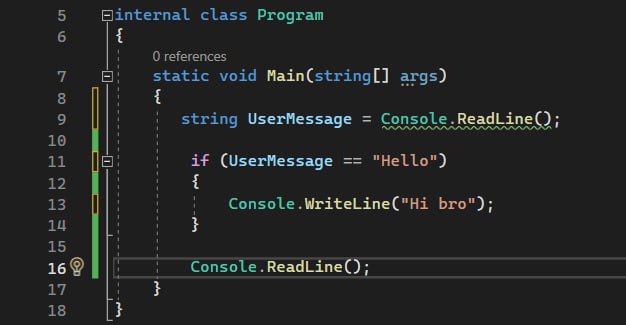 5 internal class Program
6 {
0 references
7 static void Main(string[] args)
8 {
9 string UserMessage = Console.ReadLine();
10
11 if (UserMessage == "Hello")
12 {
13 Console.WriteLine("Hi bro");
14 }
15
16 Console.ReadLine();
17 }
18 }